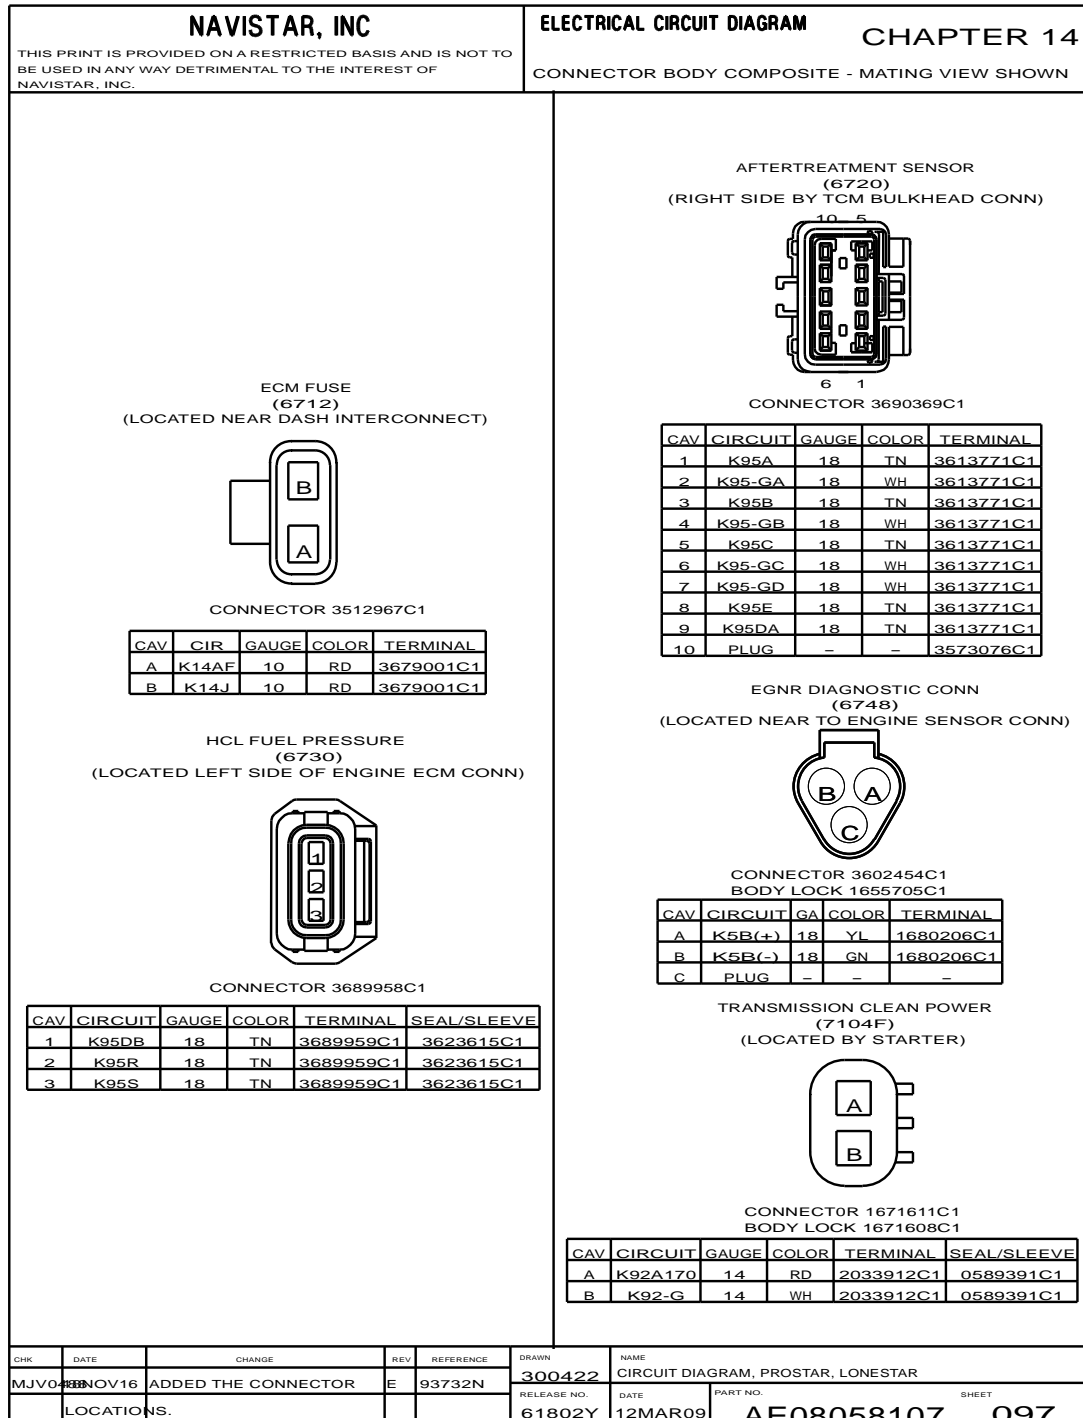 NAVISTAR, INC
THIS PRINT IS PROVIDED ON A RESTRICTED BASIS AND IS NOT TO
BE USED IN ANY WAY DETRIMENTAL TO THE INTEREST OF
NAVISTAR, INC.
ELECTRICAL CIRCUIT DIAGRAM
CHAPTER 14
CONNECTOR BODY COMPOSITE - MATING VIEW SHOWN
ECM FUSE
(6712)
(LOCATED NEAR DASH INTERCONNECT)
B
A
CONNECTOR 3512967C1
CAV CIR GAUGE COLOR TERMINAL
A K14AF 10 RD 3679001C1
B K14J 10 RD 3679001C1
HCL FUEL PRESSURE
(6730)
(LOCATED LEFT SIDE OF ENGINE ECM CONN)
1
2
3
CONNECTOR 3689958C1
CAV CIRCUIT GAUGE COLOR TERMINAL SEAL/SLEEVE
1 K95DB 18 TN 3689959C1 3623615C1
2 K95R 18 TN 3689959C1 3623615C1
3 K95S 18 TN 3689959C1 3623615C1
AFTERTREATMENT SENSOR
(6720)
(RIGHT SIDE BY TCM BULKHEAD CONN)
10 5
6 1
CONNECTOR 3690369C1
CAV CIRCUIT GAUGE COLOR TERMINAL
1 K95A 18 TN 3613771C1
2 K95-GA 18 WH 3613771C1
3 K95B 18 TN 3613771C1
4 K95-GB 18 WH 3613771C1
5 K95C 18 TN 3613771C1
6 K95-GC 18 WH 3613771C1
7 K95-GD 18 WH 3613771C1
8 K95E 18 TN 3613771C1
9 K95DA 18 TN 3613771C1
10 PLUG – – 3573076C1
EGNR DIAGNOSTIC CONN
(6748)
(LOCATED NEAR TO ENGINE SENSOR CONN)
B A
C
CONNECT0R 3602454C1
BODY LOCK 1655705C1
CAV CIRCUIT GA COLOR TERMINAL
A K5B(+) 18 YL 1680206C1
B K5B(-) 18 GN 1680206C1
C PLUG – – –
TRANSMISSION CLEAN POWER
(7104F)
(LOCATED BY STARTER)
A
B
CONNECT0R 1671611C1
BODY LOCK 1671608C1
CAV CIRCUIT GAUGE COLOR TERMINAL SEAL/SLEEVE
A K92A170 14 RD 2033912C1 0589391C1
B K92-G 14 WH 2033912C1 0589391C1
CHK DATE CHANGE REV REFERENCE
ADDED THE CONNECTOR E 93732N
LOCATIONS.
DRAWN
300422
NAME
CIRCUIT DIAGRAM, PROSTAR, LONESTAR
RELEASE NO.
61802Y
DATE
12MAR09
PART NO.
AE08058107
SHEET
097